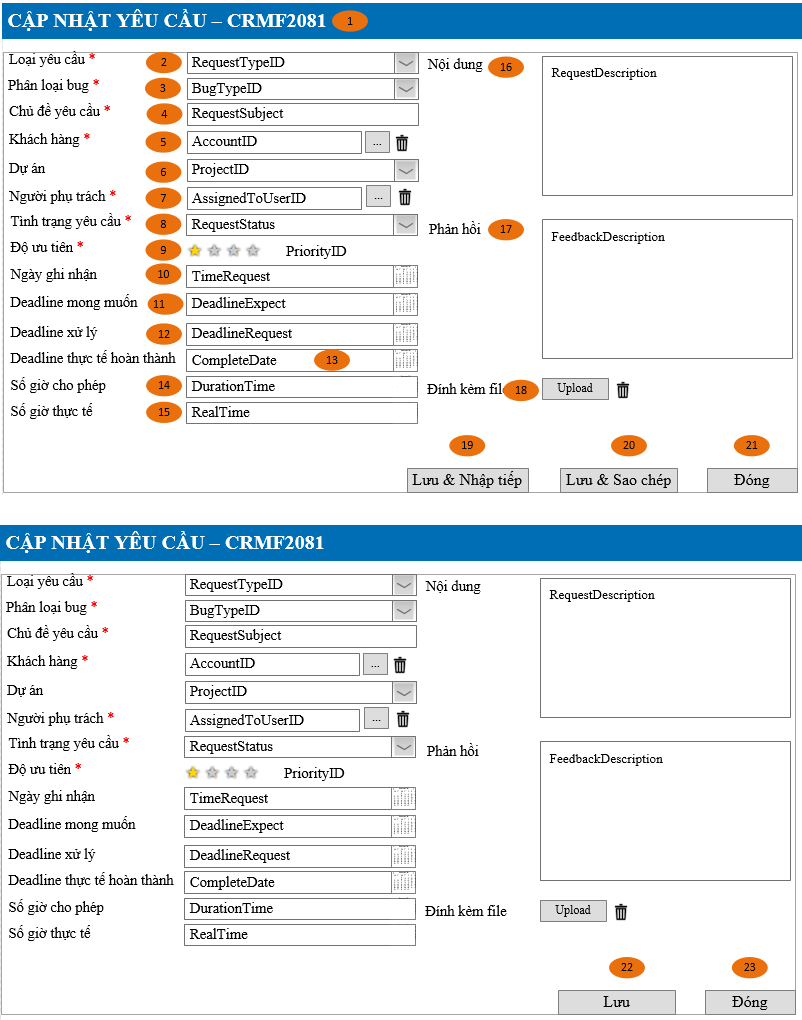 CẬP NHẬT YÊU CẦU – CRMF2081 1
Loại yêu cầu * 2 RequestTypeID
Phân loại bug * 3 BugTypeID
Chủ đề yêu cầu * 4 RequestSubject
Khách hàng * 5 AccountID ...
Dự án 6 ProjectID
Người phụ trách * 7 AssignedToUserID ...
Tình trạng yêu cầu * 8 RequestStatus
Độ ưu tiên * 9 PriorityID
Ngày ghi nhận 10 TimeRequest
Deadline mong muốn 11 DeadlineExpect
Deadline xử lý 12 DeadlineRequest
Deadline thực tế hoàn thành CompleteDate 13
Số giờ cho phép 14 DurationTime
Số giờ thực tế 15 RealTime
Nội dung 16 RequestDescription
Phản hồi 17 FeedbackDescription
Đính kèm fil 18 Upload
19 20 21
Lưu & Nhập tiếp Lưu & Sao chép Đóng
CẬP NHẬT YÊU CẦU – CRMF2081
Loại yêu cầu * RequestTypeID
Phân loại bug * BugTypeID
Chủ đề yêu cầu * RequestSubject
Khách hàng * AccountID ...
Dự án ProjectID
Người phụ trách * AssignedToUserID ...
Tình trạng yêu cầu * RequestStatus
Độ ưu tiên * PriorityID
Ngày ghi nhận TimeRequest
Deadline mong muốn DeadlineExpect
Deadline xử lý DeadlineRequest
Deadline thực tế hoàn thành CompleteDate
Số giờ cho phép DurationTime
Số giờ thực tế RealTime
Nội dung RequestDescription
Phản hồi FeedbackDescription
Đính kèm file Upload
22 23
Lưu Đóng